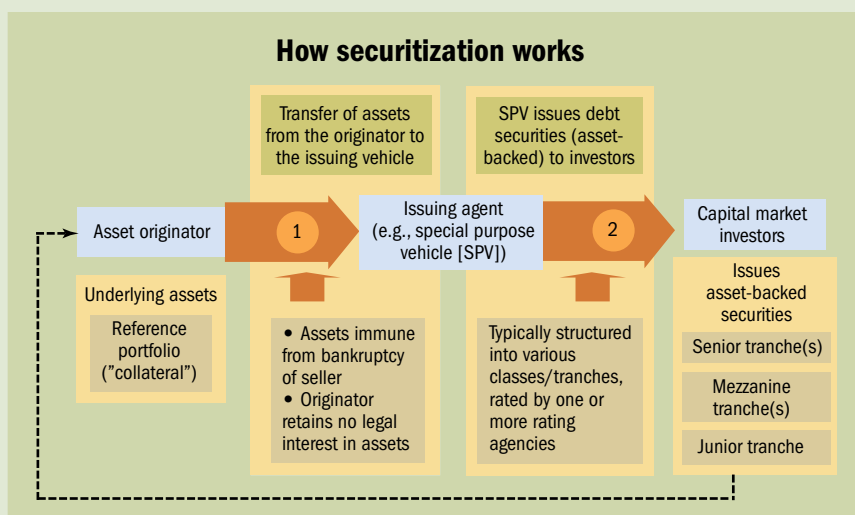 How securitization works
Transfer of assets
from the originator to
the issuing vehicle
SPV issues debt
securities (asset-
backed) to investors
Asset originator
1
Issuing agent
(e.g., special purpose
vehicle [SPV])
2
Capital market
investors
Underlying assets
Reference
portfolio
(”collateral”)
• Assets immune
from bankruptcy
of seller
• Originator
retains no legal
interest in assets
Typically structured
into various
classes/tranches,
rated by one or
more rating
agencies
Issues
asset-backed
securities
Senior tranche(s)
Mezzanine
tranche(s)
Junior tranche